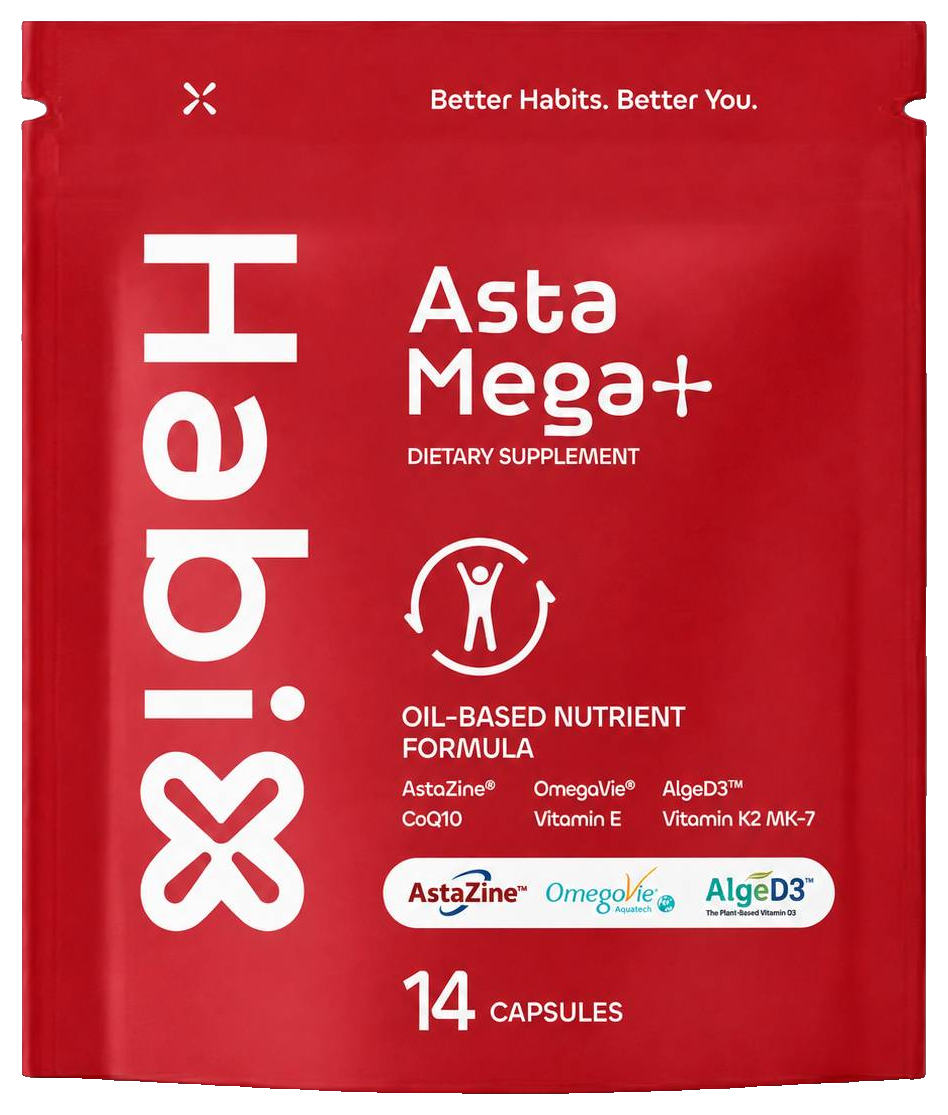 Better Habits. Better You.
Habi
Asta
Mega+
DIETARY SUPPLEMENT
OIL-BASED NUTRIENT
FORMULA
AstaZine® OmegaVie® AlgeD3™
CoQ10 Vitamin E Vitamin K2 MK-7
AstaZine™ OmegaVie® Aquatech AlgeD3™
The Plant-Based Vitamin D3
14 CAPSULES